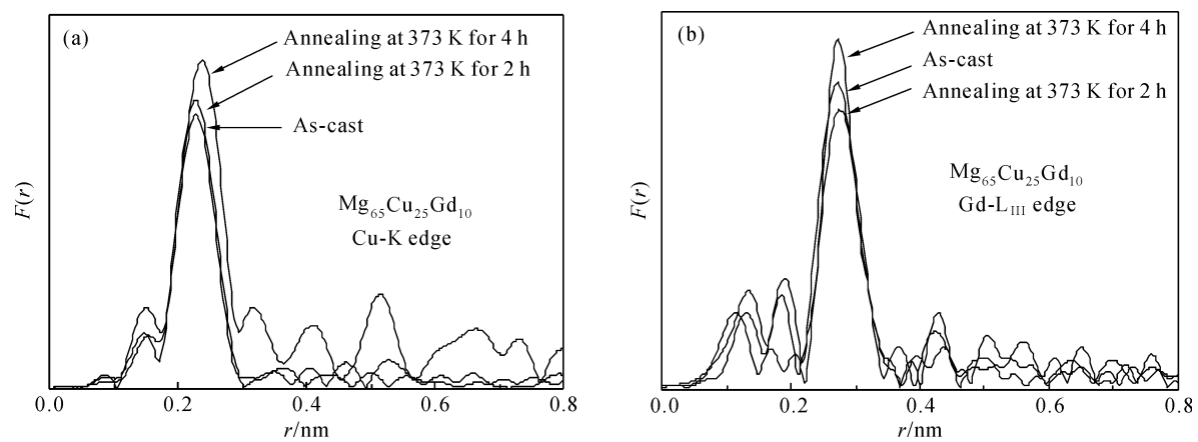 (a)
Annealing at 373 K for 4 h
Annealing at 373 K for 2 h
As-cast
Mg₆₅Cu₂₅Gd₁₀
Cu-K edge
F(r)
0.0 0.2 0.4 0.6 0.8
r/nm
(b)
Annealing at 373 K for 4 h
As-cast
Annealing at 373 K for 2 h
Mg₆₅Cu₂₅Gd₁₀
Gd-L_III edge
F(r)
0.0 0.2 0.4 0.6 0.8
r/nm